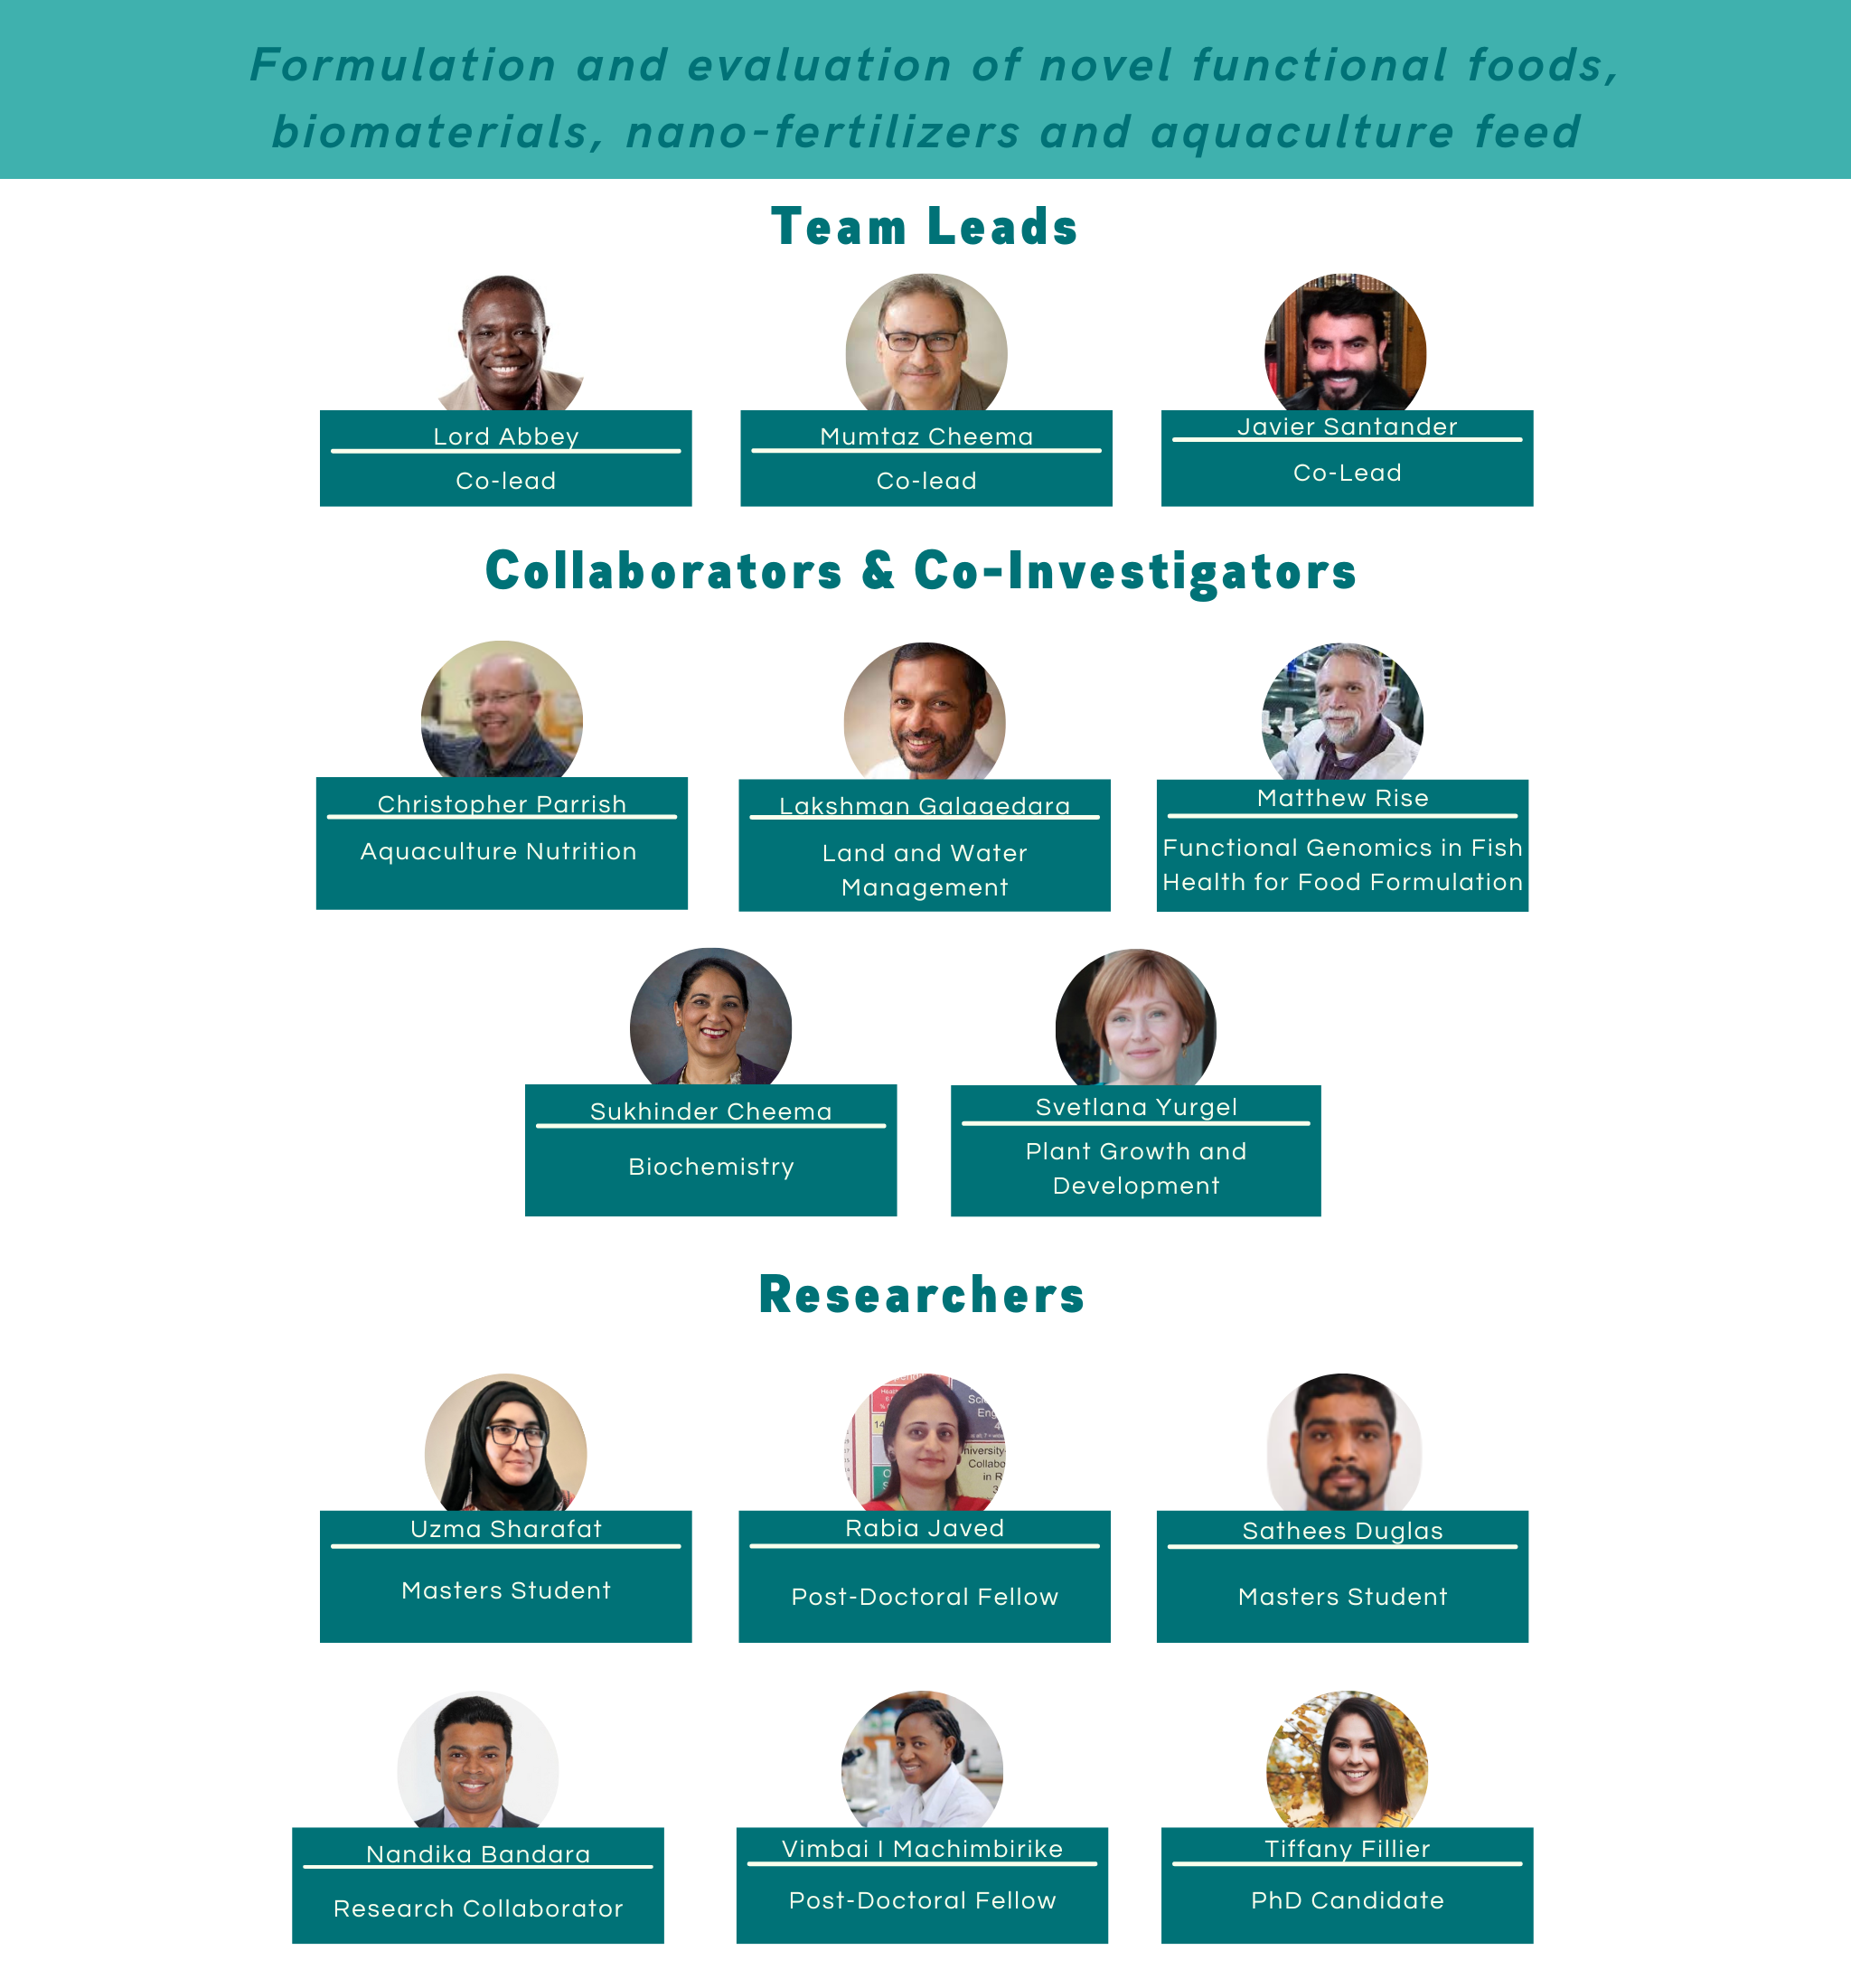 Formulation and evaluation of novel functional foods,
biomaterials, nano-fertilizers and aquaculture feed
Team Leads
Lord Abbey
Co-lead
Mumtaz Cheema
Co-lead
Javier Santander
Co-Lead
Collaborators & Co-Investigators
Christopher Parrish
Aquaculture Nutrition
Lakshman Galagedara
Land and Water
Management
Matthew Rise
Functional Genomics in Fish
Health for Food Formulation
Sukhinder Cheema
Biochemistry
Svetlana Yurgel
Plant Growth and
Development
Researchers
Uzma Sharafat
Masters Student
Rabia Javed
Post-Doctoral Fellow
Sathees Duglas
Masters Student
Nandika Bandara
Research Collaborator
Vimbai I Machimbirike
Post-Doctoral Fellow
Tiffany Fillier
PhD Candidate